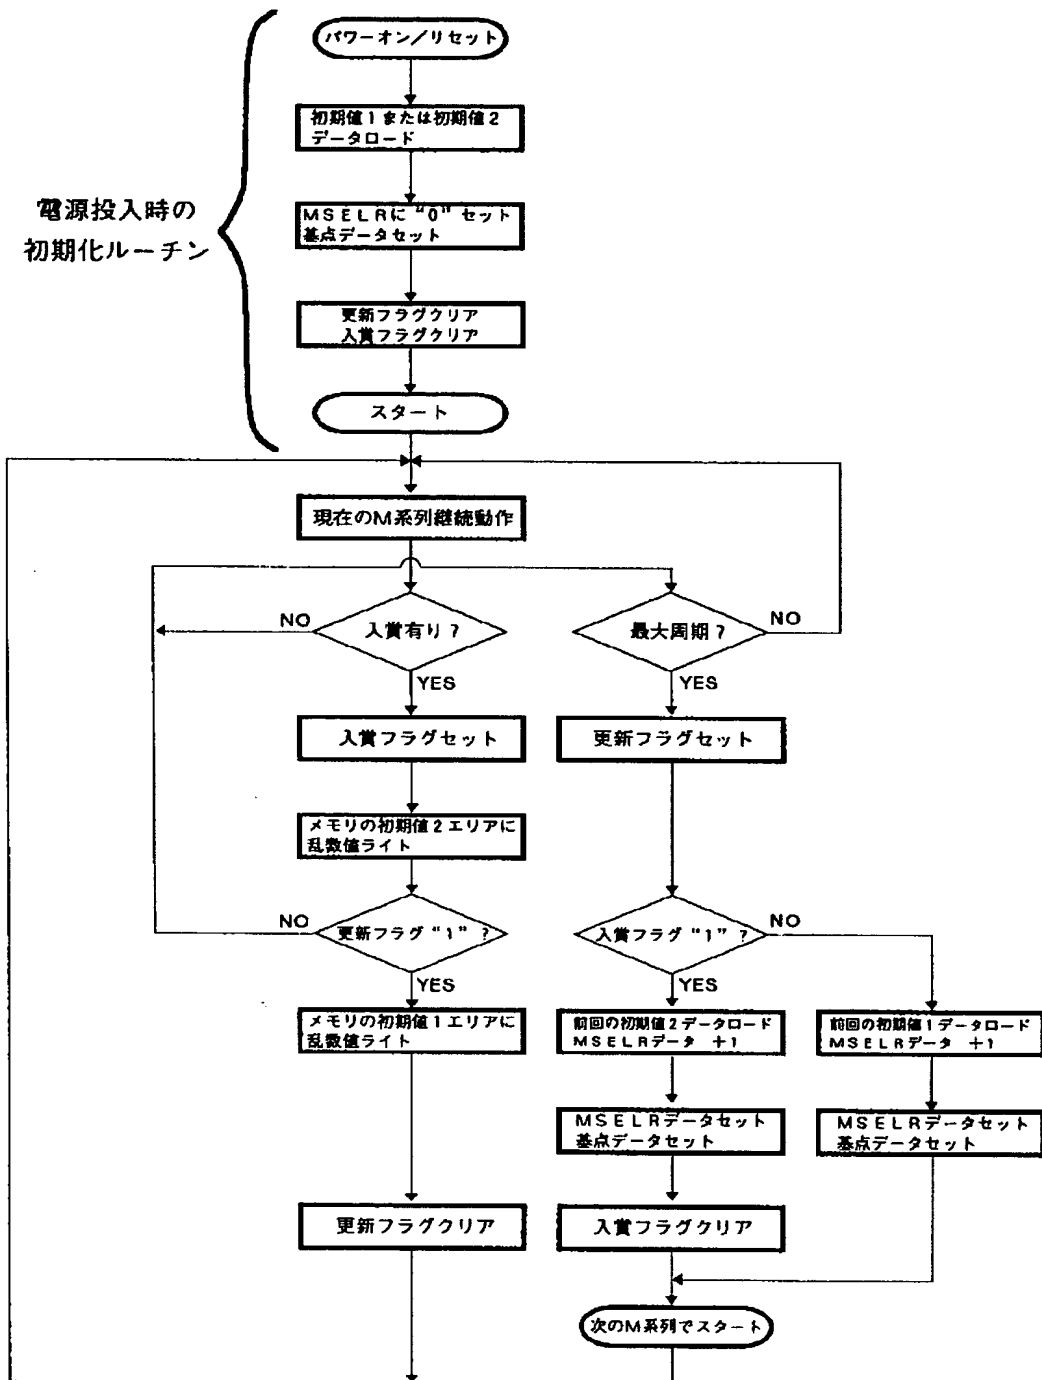 パワーオン／リセット
初期値1または初期値2
データロード
電源投入時の
初期化ルーチン
MSELRに“0”セット
基点データセット
更新フラグクリア
入賞フラグクリア
スタート
現在のM系列継続動作
NO
入賞有り？
最大周期？
NO
YES
YES
入賞フラグセット
更新フラグセット
メモリの初期値2エリアに
乱数値ライト
NO
更新フラグ“1”？
入賞フラグ“1”？
NO
YES
YES
メモリの初期値1エリアに
乱数値ライト
前回の初期値2データロード
MSELRデータ ＋1
前回の初期値1データロード
MSELRデータ ＋1
MSELRデータセット
基点データセット
MSELRデータセット
基点データセット
更新フラグクリア
入賞フラグクリア
次のM系列でスタート